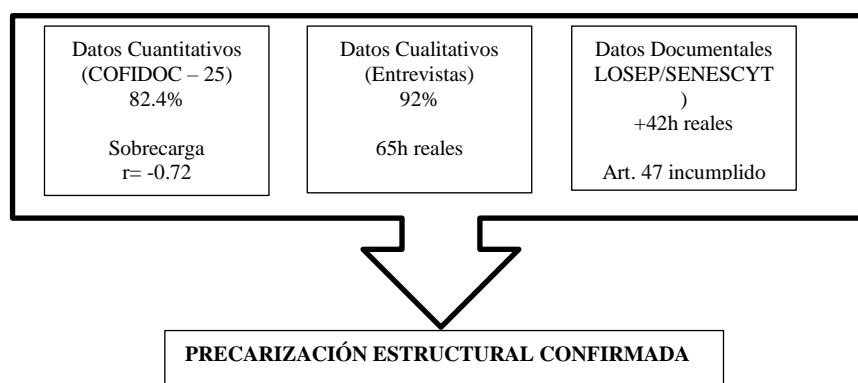 Datos Cuantitativos
(COFIDOC – 25)
82.4%
Sobrecarga
r= -0.72
Datos Cualitativos
(Entrevistas)
92%
65h reales
Datos Documentales
LOSEP/SENESCYT
)
+42h reales
Art. 47 incumplido
PRECARIZACIÓN ESTRUCTURAL CONFIRMADA